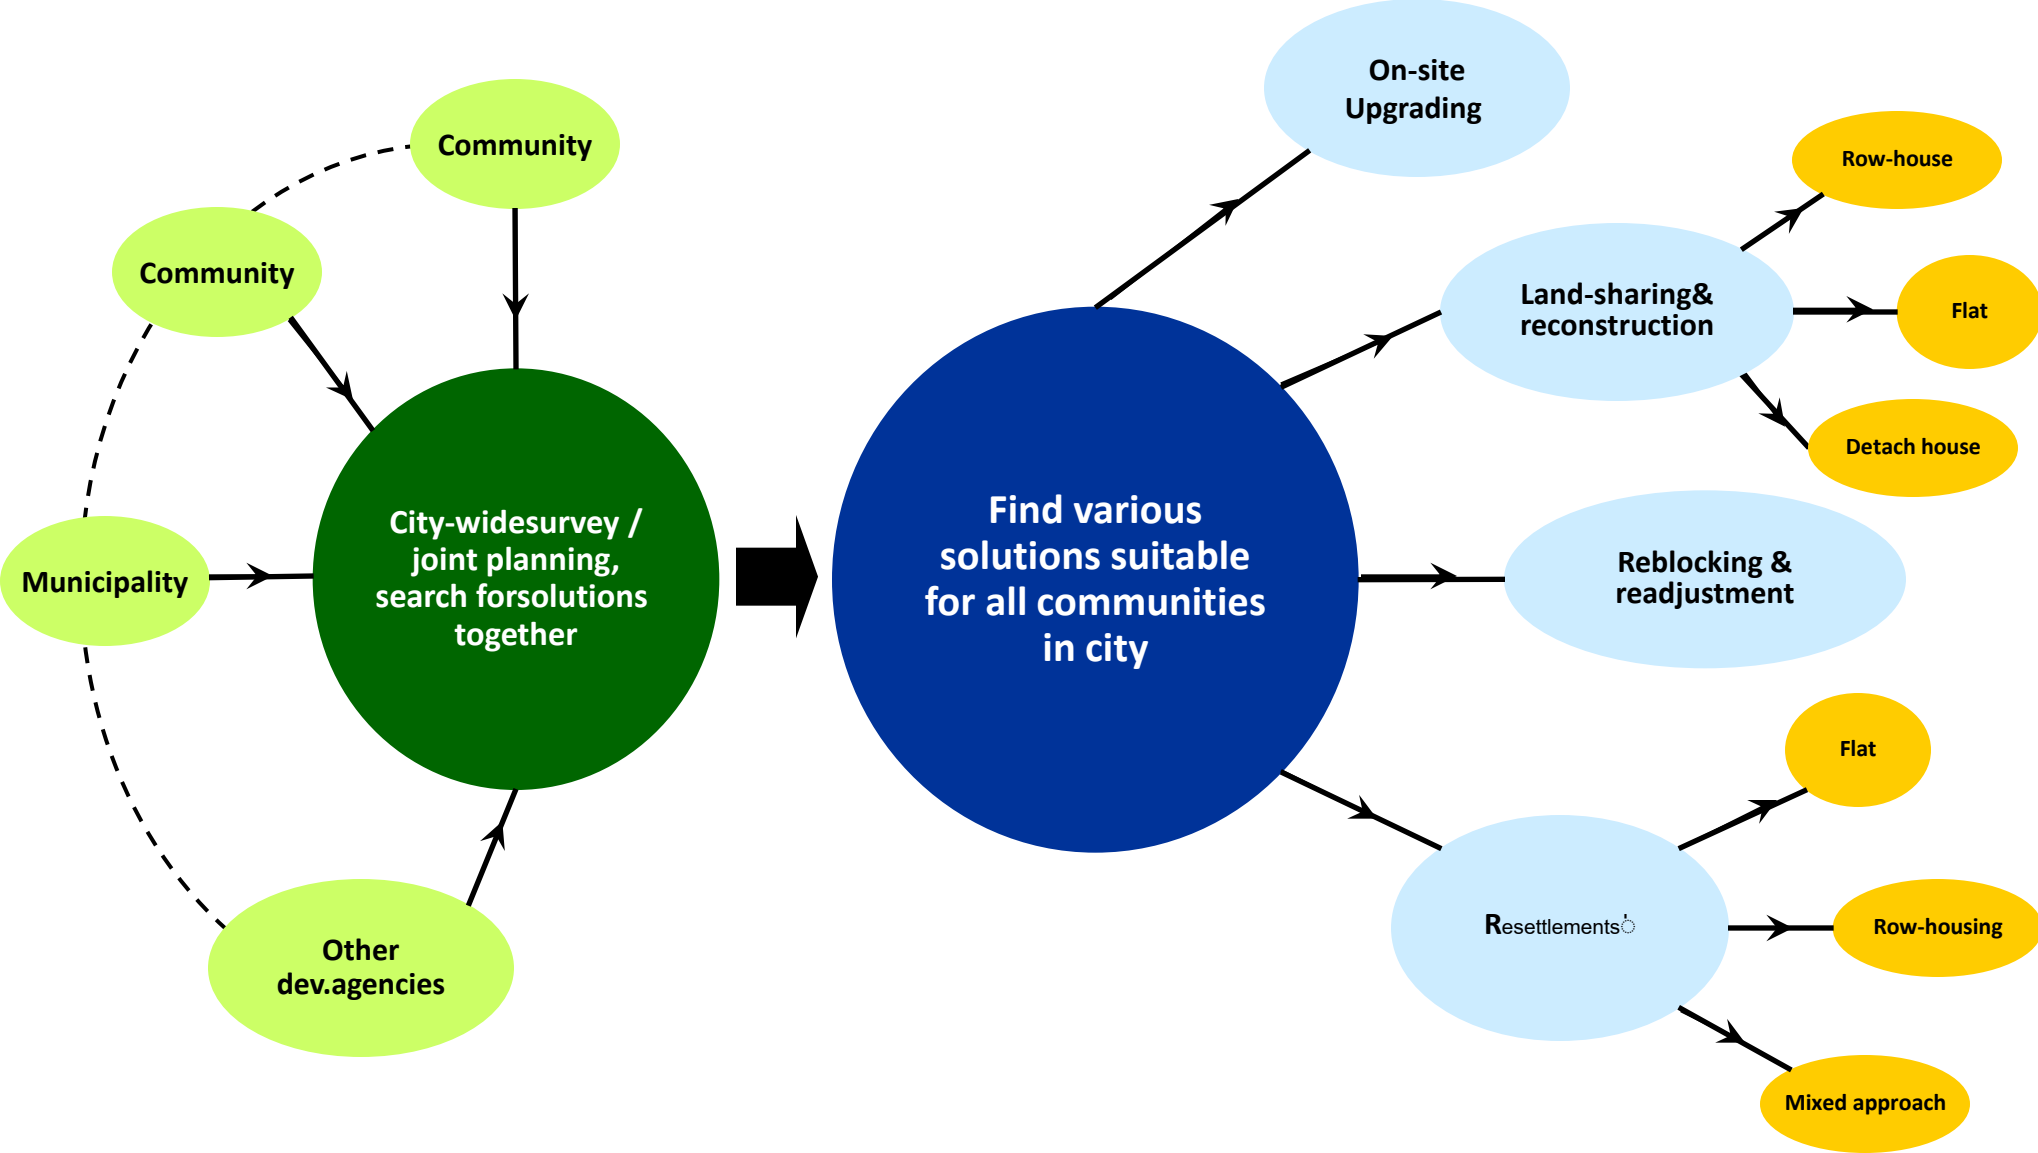 Community
Community
Municipality
Other
dev.agencies
City-widesurvey /
joint planning,
search forsolutions
together
Find various
solutions suitable
for all communities
in city
On-site
Upgrading
Land-sharing&
reconstruction
Row-house
Flat
Detach house
Reblocking &
readjustment
Resettlements่
Flat
Row-housing
Mixed approach